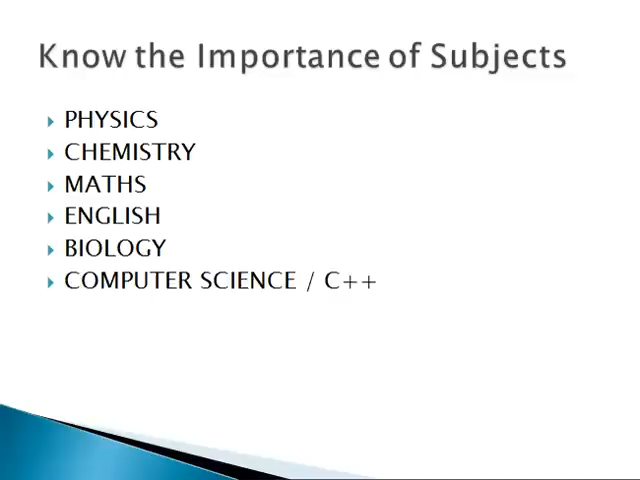 Know the Importance of Subjects
PHYSICS
CHEMISTRY
MATHS
ENGLISH
BIOLOGY
COMPUTER SCIENCE / C++